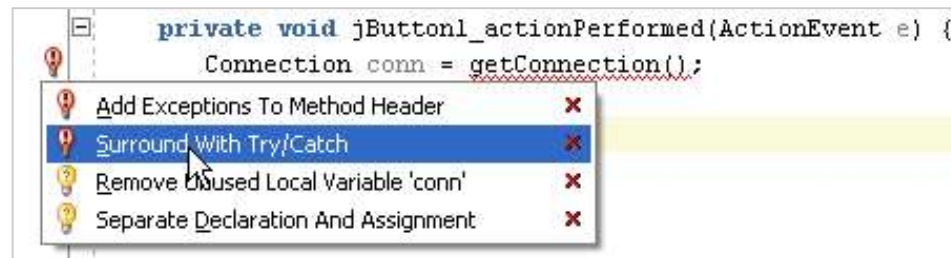 private void jButton1_actionPerformed(ActionEvent e) {
Connection conn = getConnection();
Add Exceptions To Method Header
Surround With Try/Catch
Remove Unused Local Variable 'conn'
Separate Declaration And Assignment